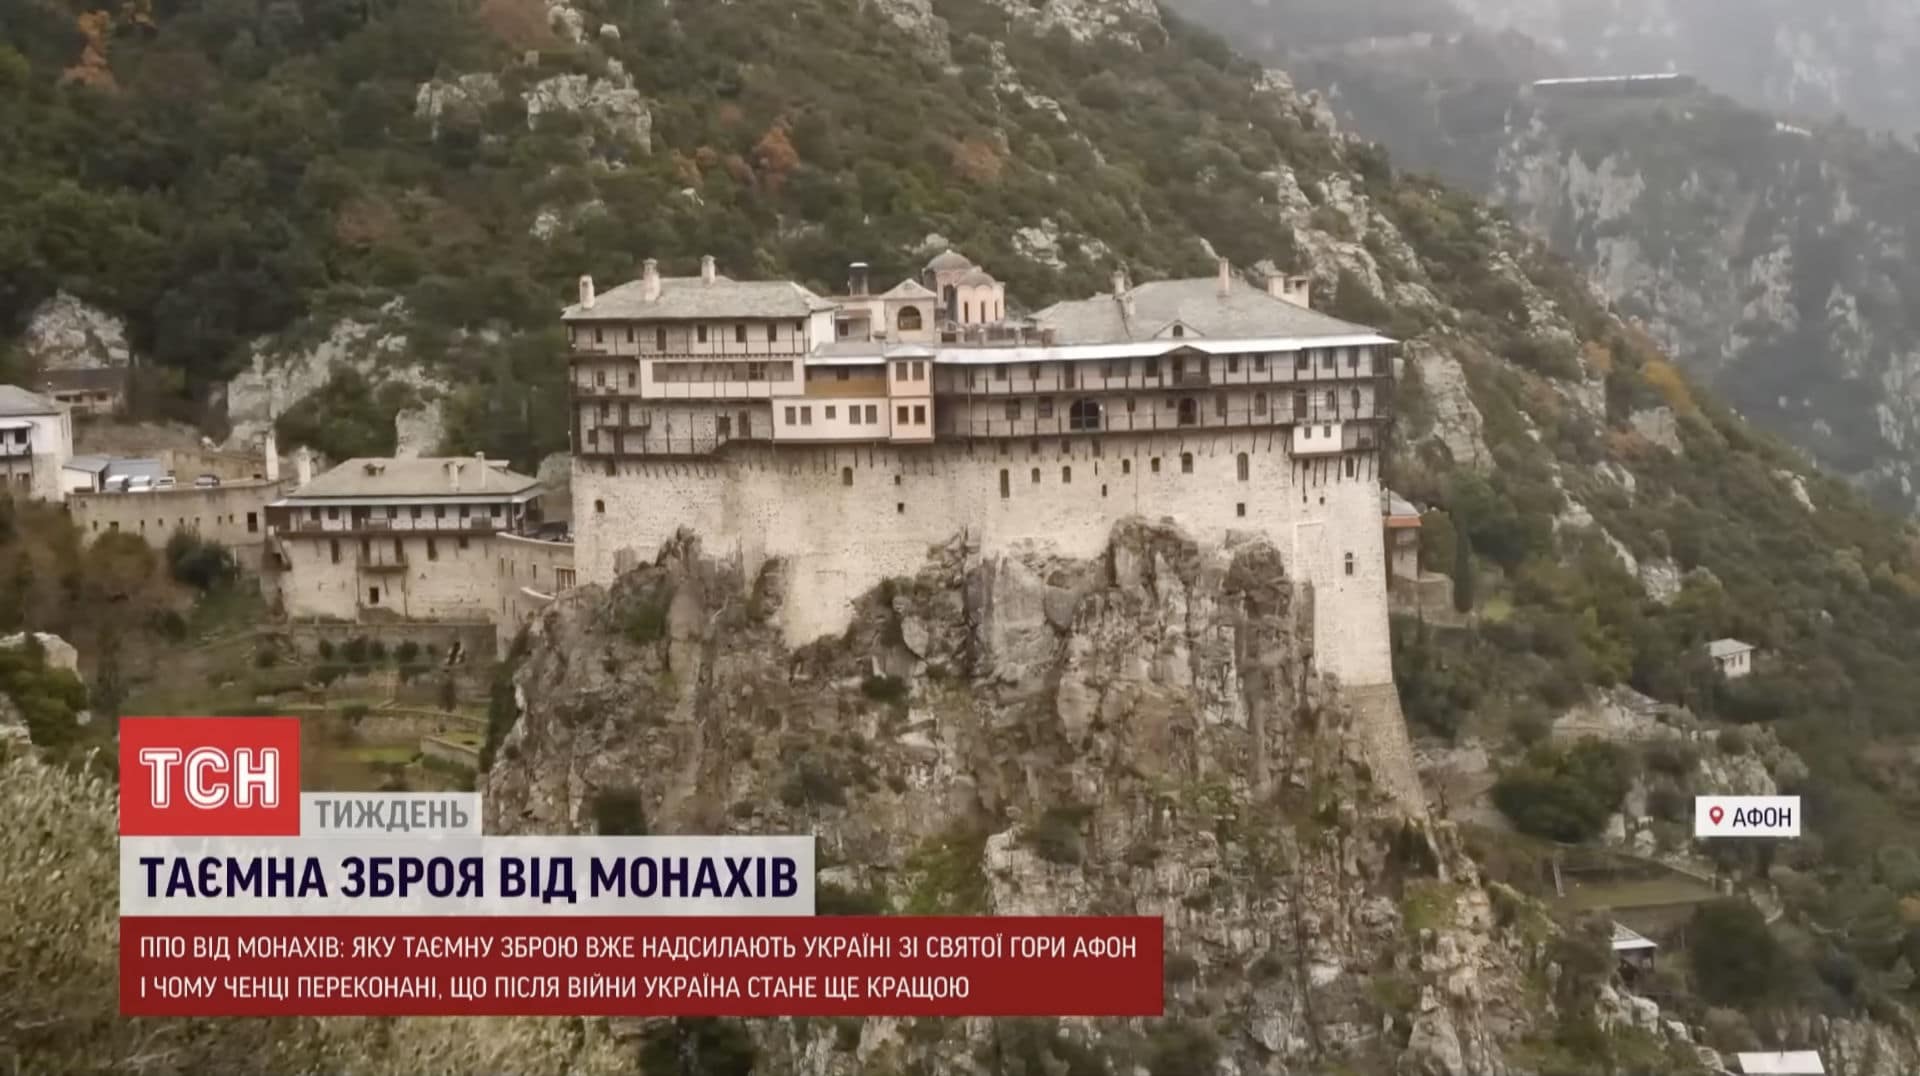 ТСН
ТИЖДЕНЬ
ТАЄМНА ЗБРОЯ ВІД МОНАХІВ
ППО ВІД МОНАХІВ: ЯКУ ТАЄМНУ ЗБРОЮ ВЖЕ НАДСИЛАЮТЬ УКРАЇНІ ЗІ СВЯТОЇ ГОРИ АФОН
І ЧОМУ ЧЕНЦІ ПЕРЕКОНАНІ, ЩО ПІСЛЯ ВІЙНИ УКРАЇНА СТАНЕ ЩЕ КРАЩОЮ
АФОН